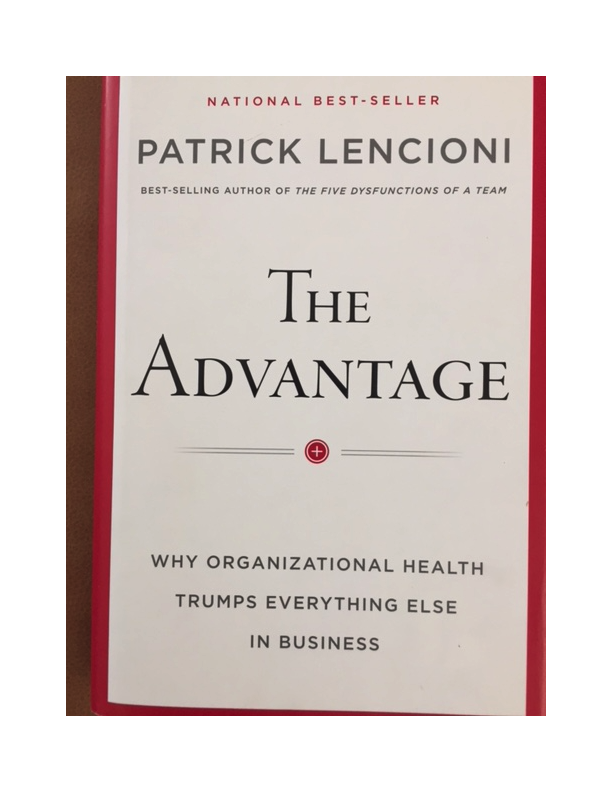 NATIONAL BEST-SELLER
PATRICK LENCIONI
BEST-SELLING AUTHOR OF THE FIVE DYSFUNCTIONS OF A TEAM
THE
ADVANTAGE
WHY ORGANIZATIONAL HEALTH
TRUMPS EVERYTHING ELSE
IN BUSINESS